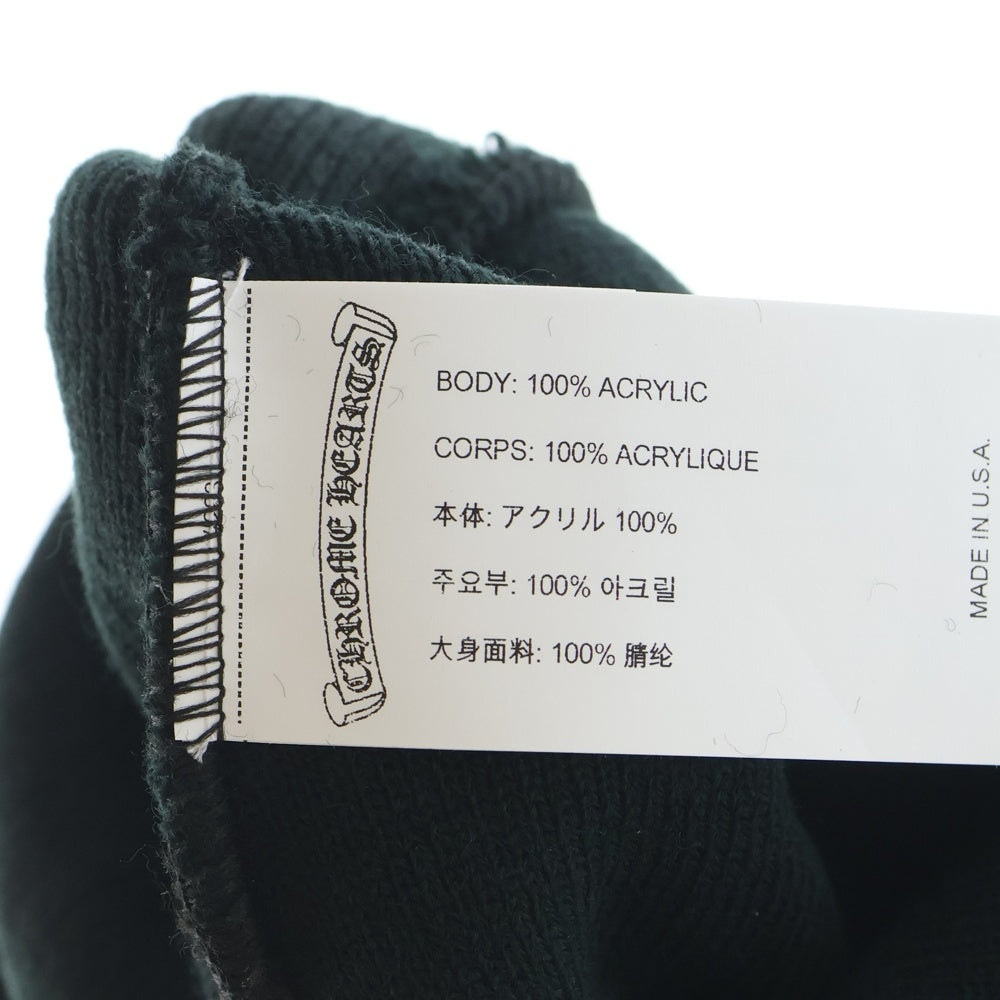 CHROME HEARTS
BODY: 100% ACRYLIC
CORPS: 100% ACRYLIQUE
本体: アクリル 100%
주요부: 100% 아크릴
大身面料: 100% 腈纶
MADE IN U.S.A.